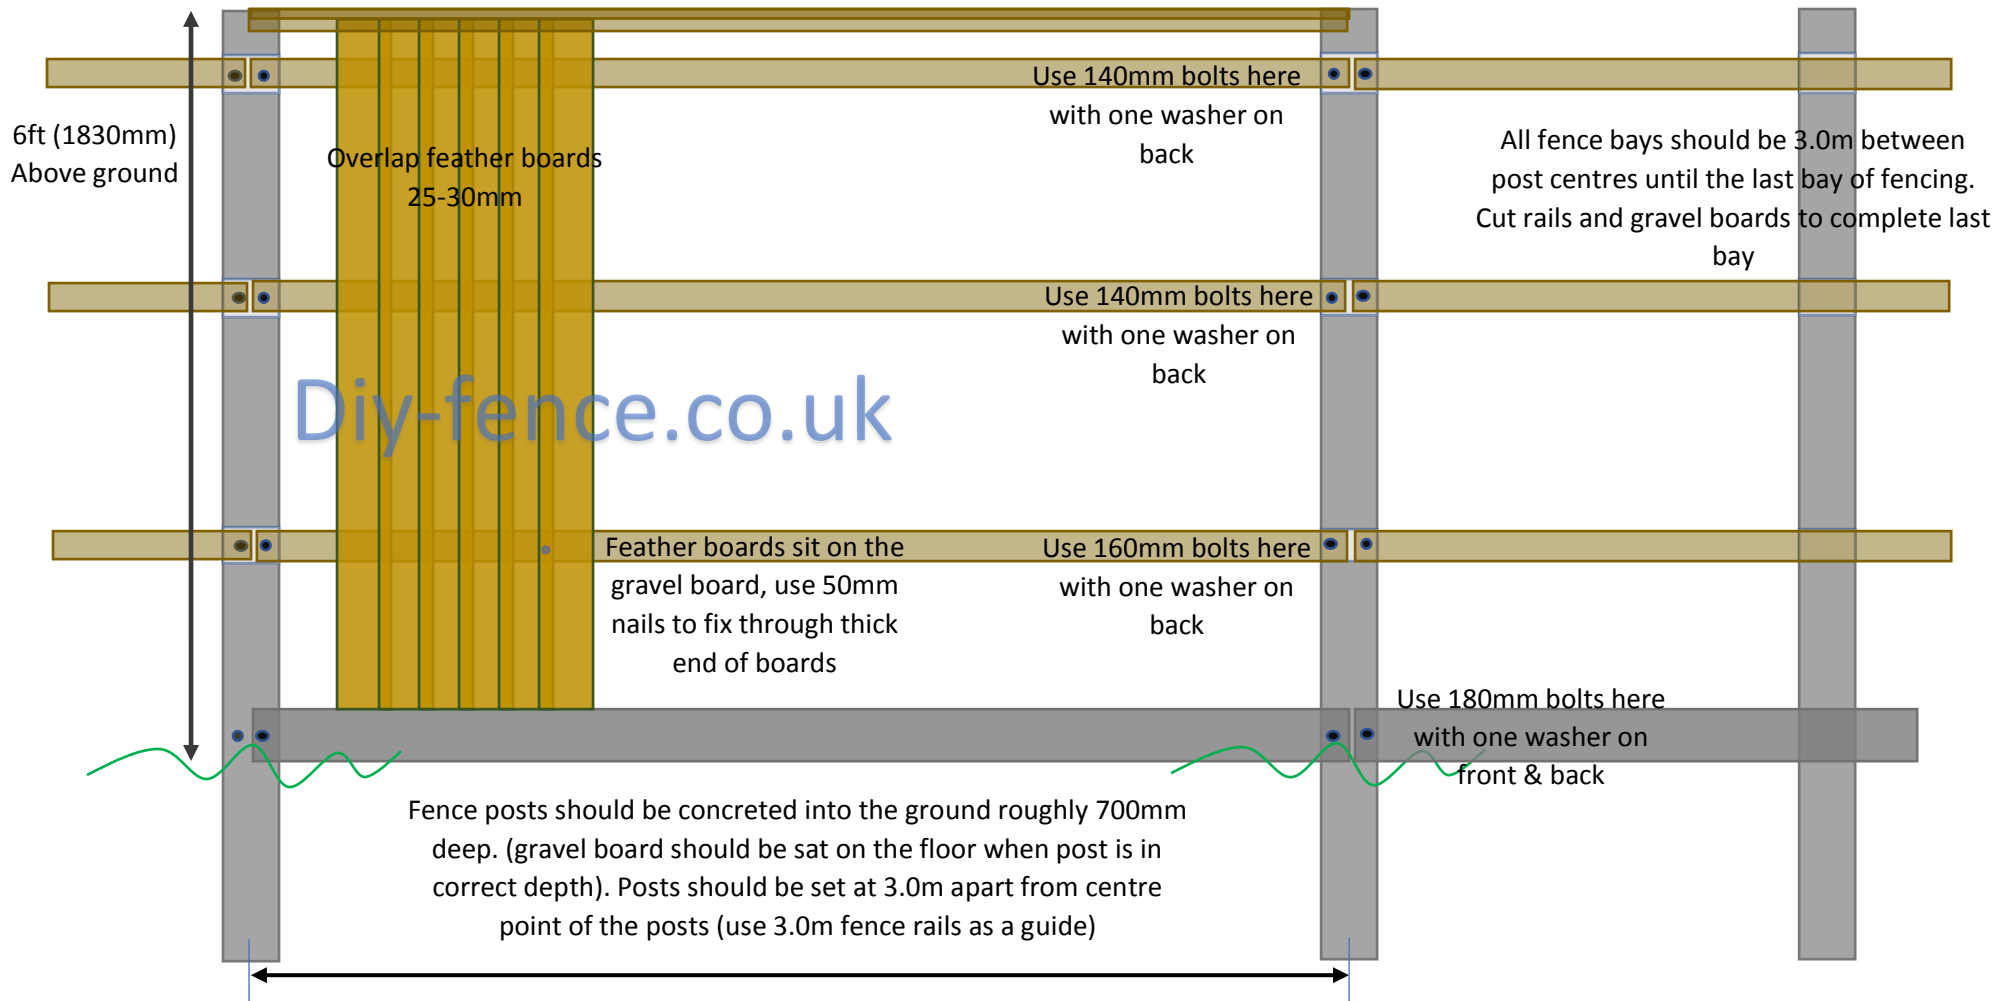 6ft (1830mm)
Above ground
Overlap feather boards
25-30mm
Use 140mm bolts here
with one washer on
back
All fence bays should be 3.0m between
post centres until the last bay of fencing.
Cut rails and gravel boards to complete last
bay
Use 140mm bolts here
with one washer on
back
Diy-fence.co.uk
Feather boards sit on the
gravel board, use 50mm
nails to fix through thick
end of boards
Use 160mm bolts here
with one washer on
back
Use 180mm bolts here
with one washer on
front & back
Fence posts should be concreted into the ground roughly 700mm
deep. (gravel board should be sat on the floor when post is in
correct depth). Posts should be set at 3.0m apart from centre
point of the posts (use 3.0m fence rails as a guide)